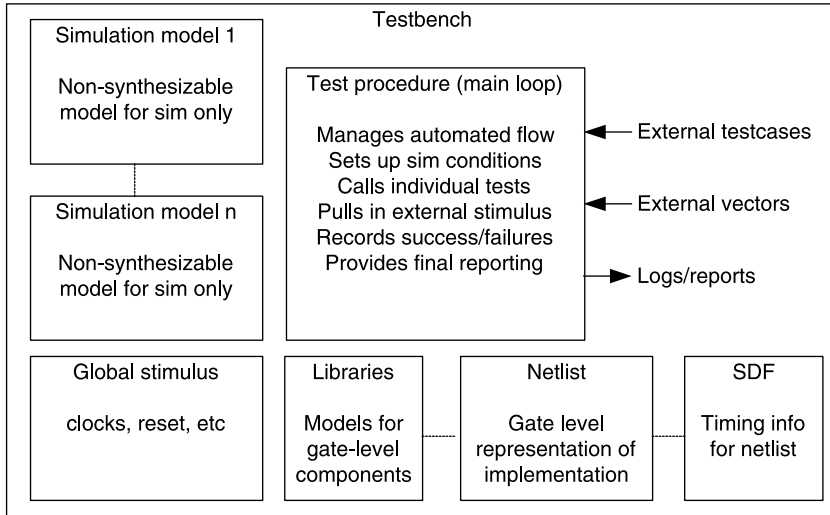 Testbench
Simulation model 1
Non-synthesizable
model for sim only
Simulation model n
Non-synthesizable
model for sim only
Test procedure (main loop)
Manages automated flow
Sets up sim conditions
Calls individual tests
Pulls in external stimulus
Records success/failures
Provides final reporting
External testcases
External vectors
Logs/reports
Global stimulus
clocks, reset, etc
Libraries
Models for
gate-level
components
Netlist
Gate level
representation of
implementation
SDF
Timing info
for netlist